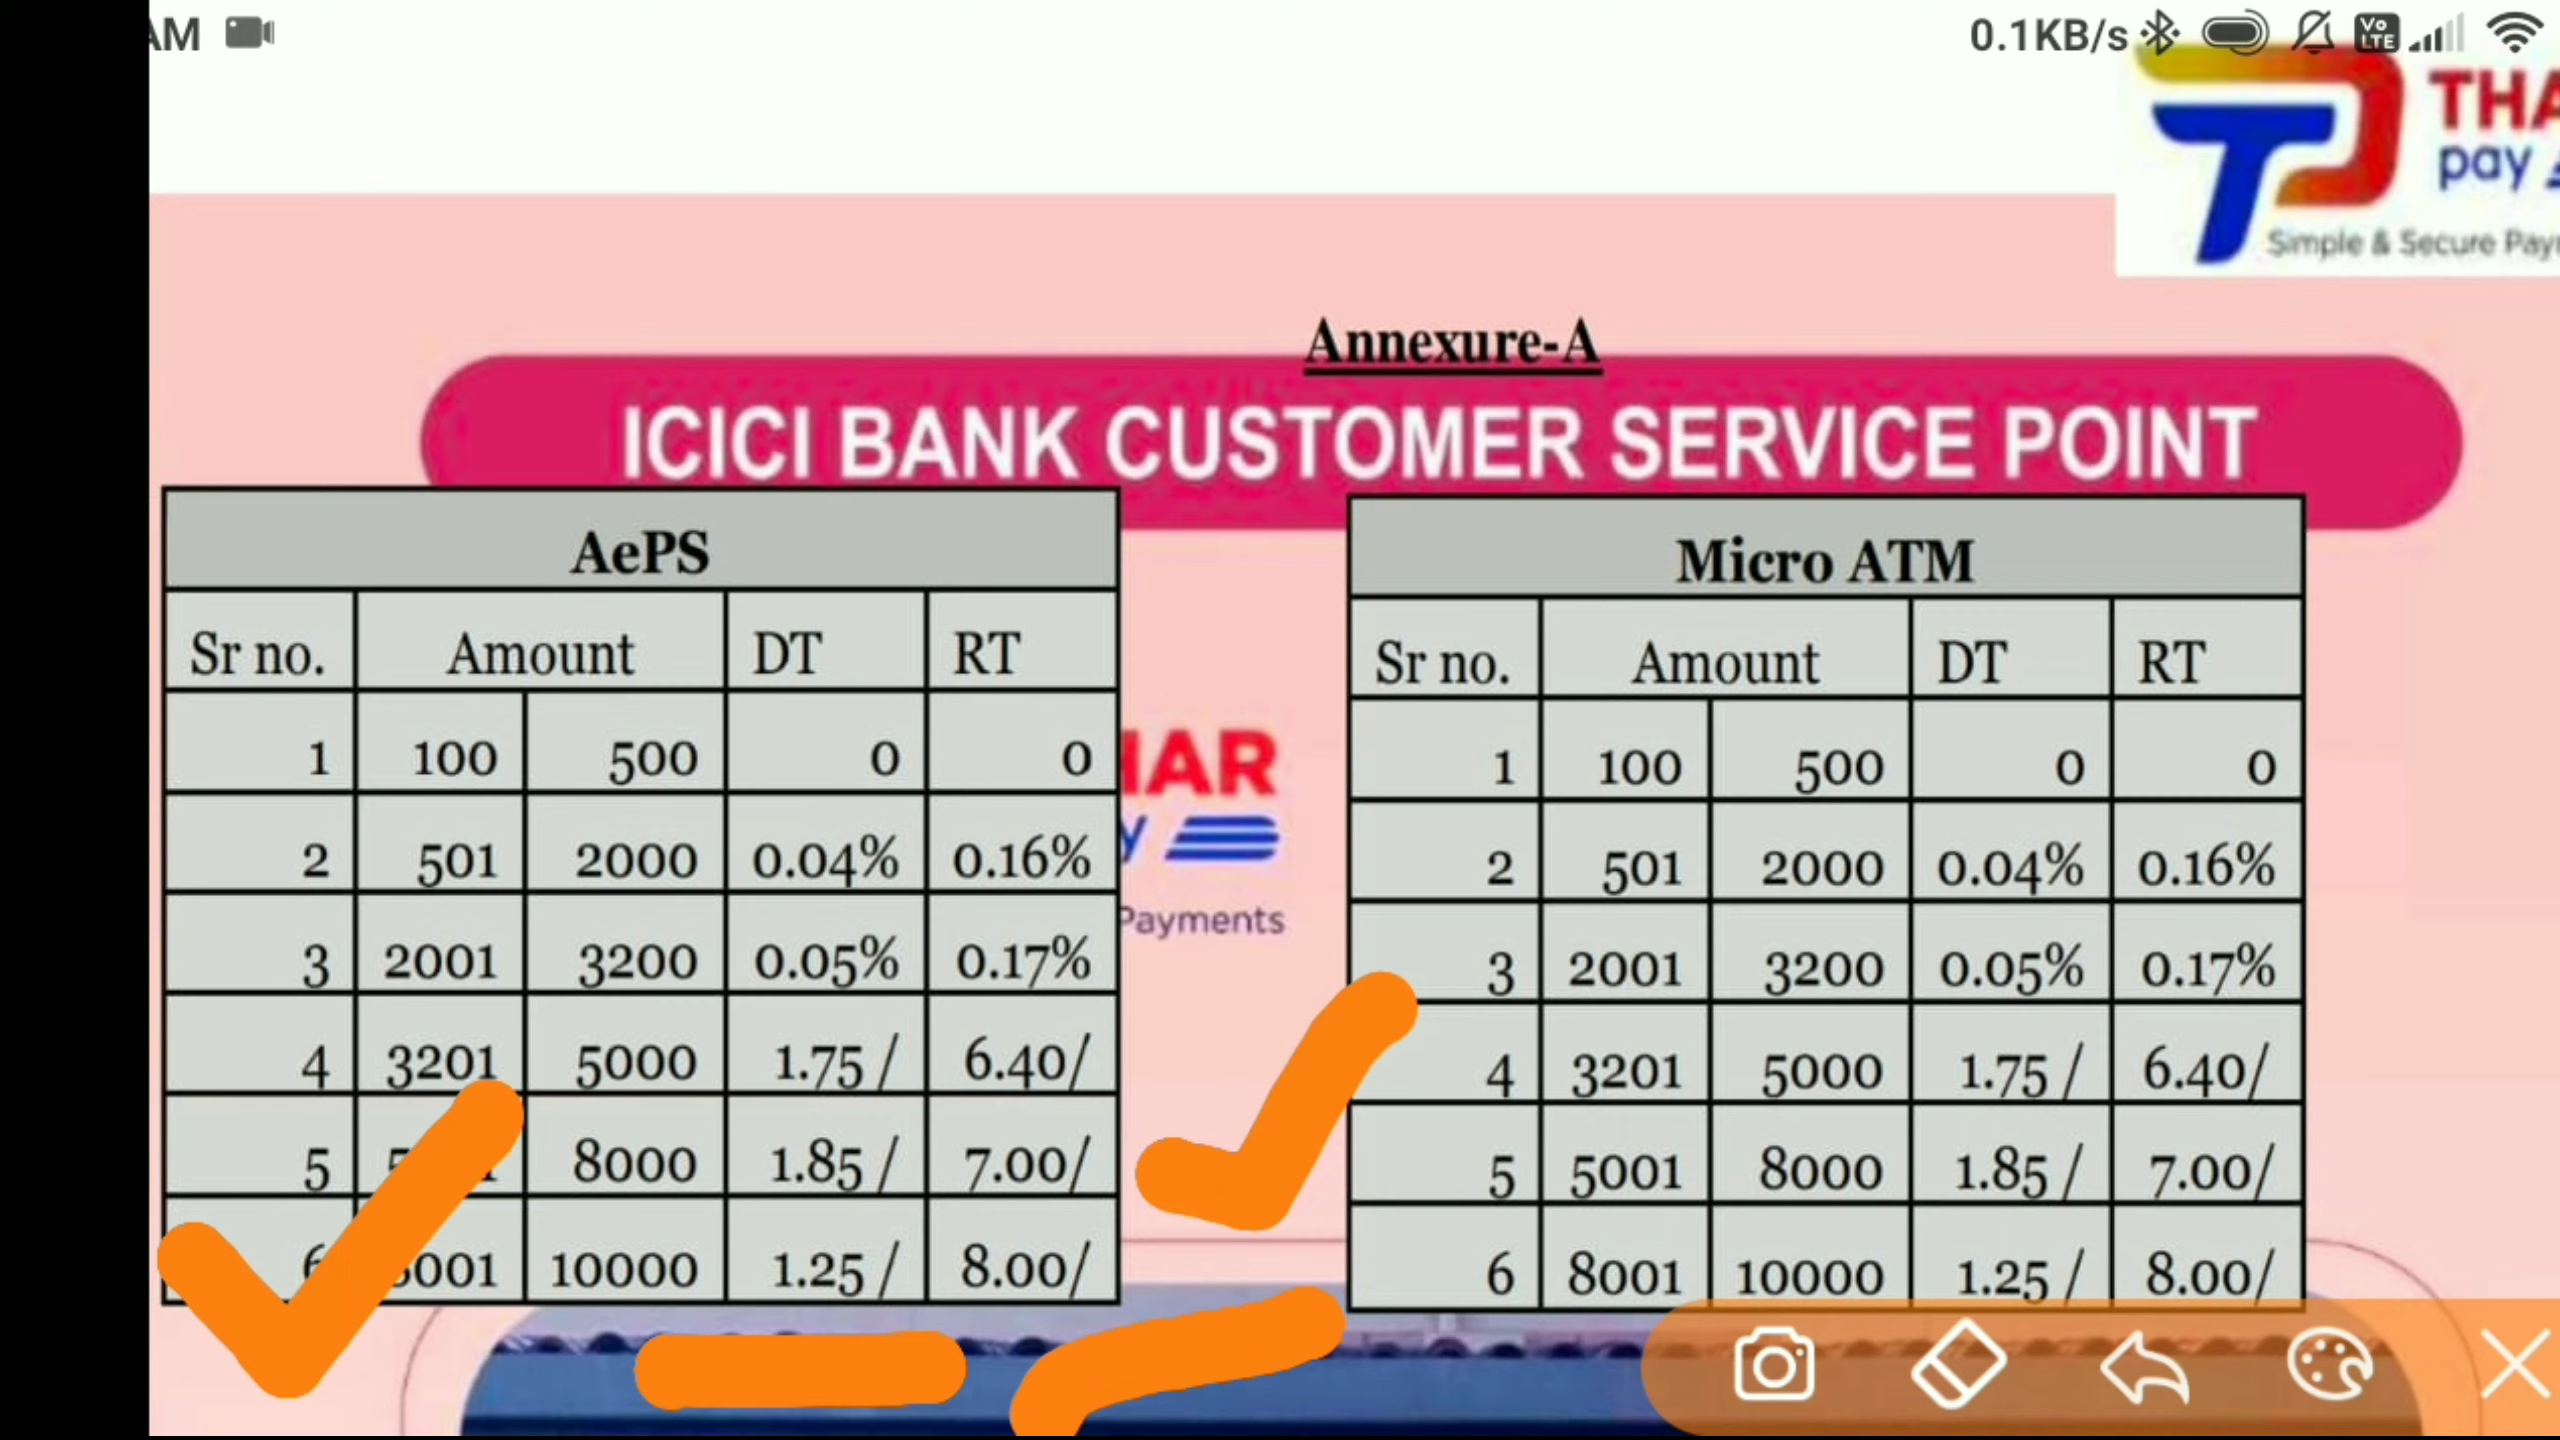 AM
0.1KB/s
Vo
LTE
pay
Simple & Secure
Annexure-A
ICICI BANK CUSTOMER SERVICE POINT
AePS
Sr no. Amount DT RT
1 100 500 0 0
2 501 2000 0.04% 0.16%
3 2001 3200 0.05% 0.17%
4 3201 5000 1.75 / 6.40/
5 8000 1.85 / 7.00/
6 10000 1.25 / 8.00/
Payments
Micro ATM
Sr no. Amount DT RT
1 100 500 0 0
2 501 2000 0.04% 0.16%
3 2001 3200 0.05% 0.17%
4 3201 5000 1.75 / 6.40/
5 5001 8000 1.85 / 7.00/
6 8001 10000 1.25 / 8.00/